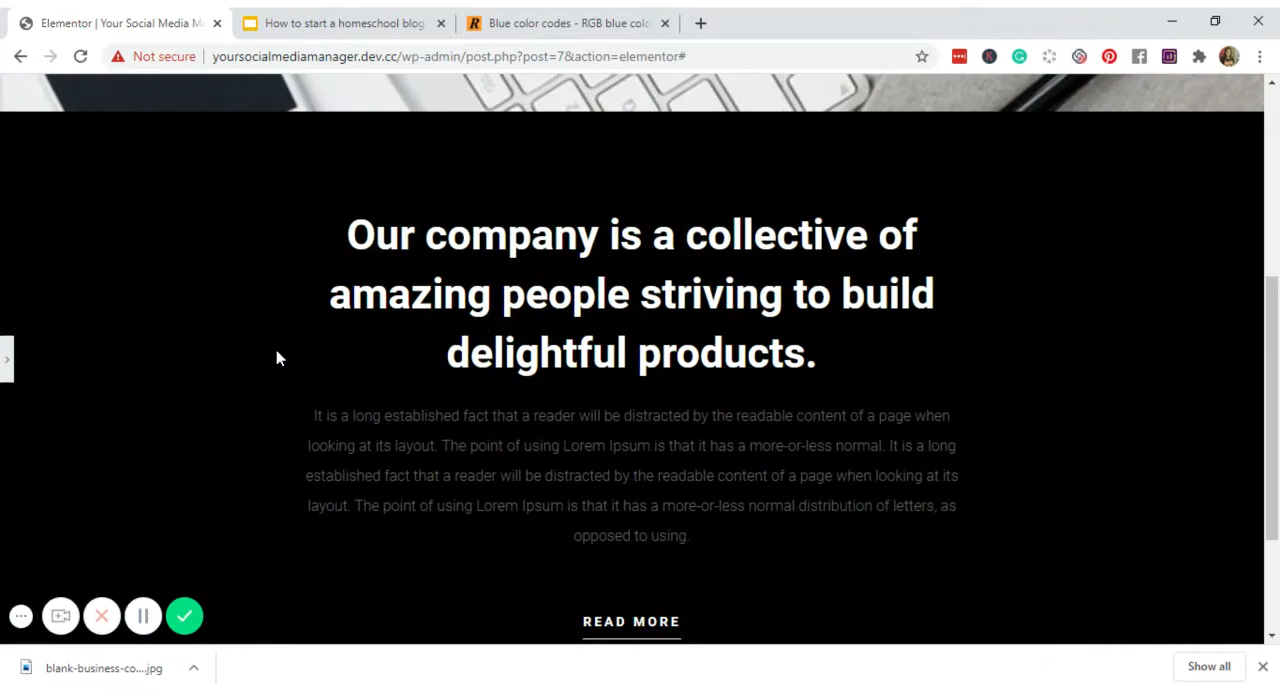 Elementor | Your Social Media M
How to start a homeschool blog
Blue color codes - RGB blue colo
Not secure
yoursocialmediamanager.dev.cc/wp-admin/post.php?post=7&action=elementor#
Our company is a collective of
amazing people striving to build
delightful products.
It is a long established fact that a reader will be distracted by the readable content of a page when
looking at its layout. The point of using Lorem Ipsum is that it has a more-or-less normal. It is a long
established fact that a reader will be distracted by the readable content of a page when looking at its
layout. The point of using Lorem Ipsum is that it has a more-or-less normal distribution of letters, as
opposed to using.
READ MORE
blank-business-co....jpg
Show all